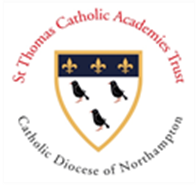 St Thomas Catholic Academies Trust
Catholic Diocese of Northampton